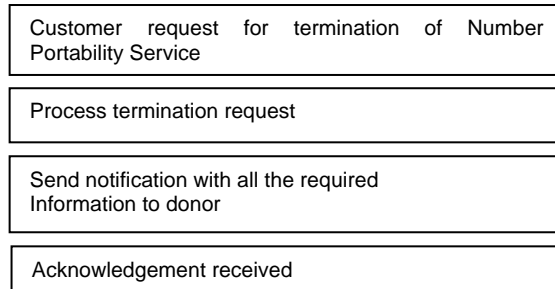 Customer request for termination of Number
Portability Service
Process termination request
Send notification with all the required
Information to donor
Acknowledgement received